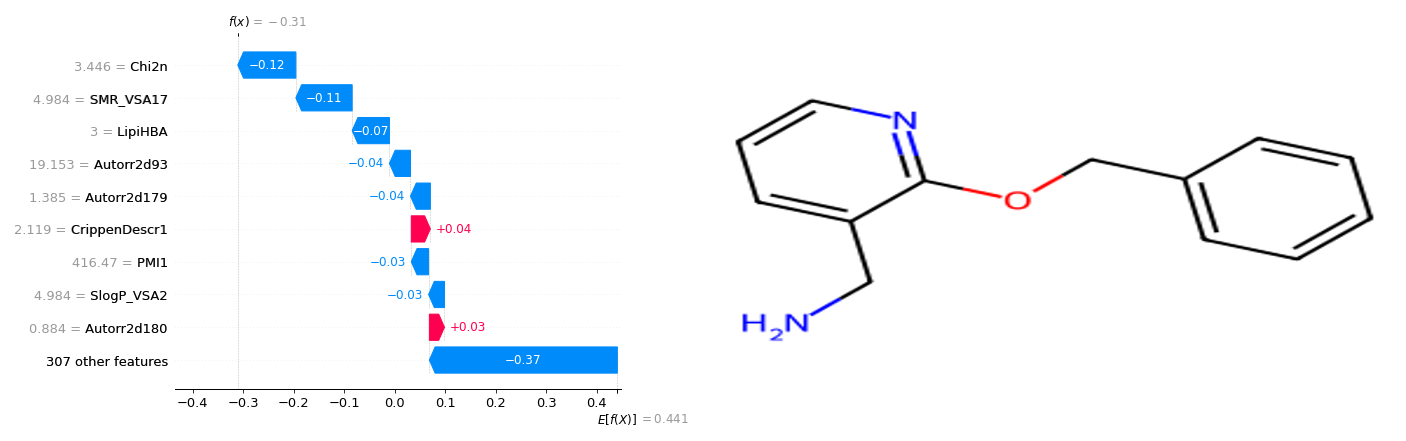 f(x) = −0.31
3.446 = Chi2n
−0.12
4.984 = SMR_VSA17
−0.11
3 = LipiHBA
−0.07
19.153 = Autorr2d93
−0.04
1.385 = Autorr2d179
−0.04
2.119 = CrippenDescr1
+0.04
416.47 = PMI1
−0.03
4.984 = SlogP_VSA2
−0.03
0.884 = Autorr2d180
+0.03
307 other features
−0.37
−0.4 −0.3 −0.2 −0.1 0.0 0.1 0.2 0.3 0.4
E[f(X)] = 0.441
N
O
H2N